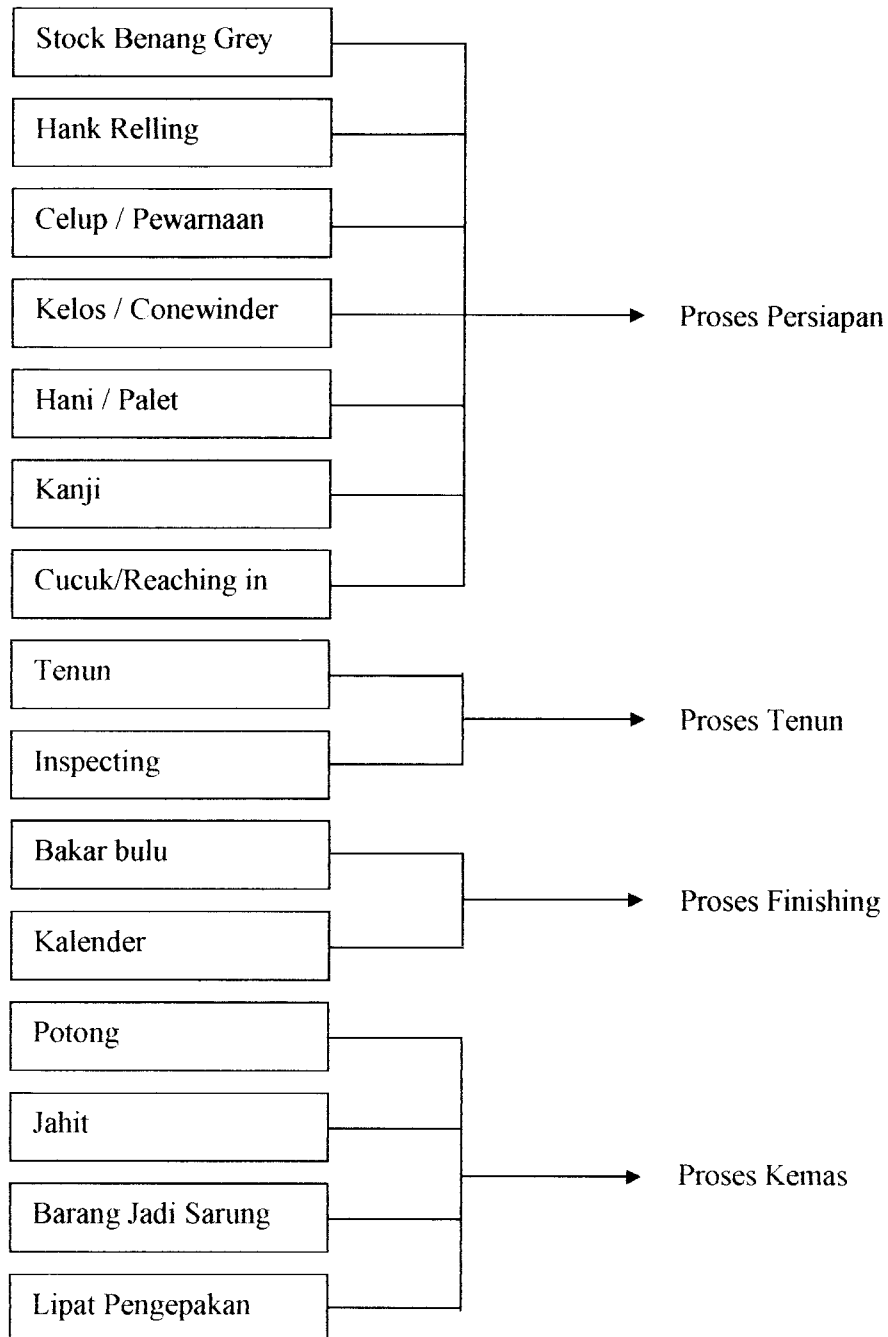 Stock Benang Grey
Hank Relling
Celup / Pewarnaan
Kelos / Conewinder
Proses Persiapan
Hani / Palet
Kanji
Cucuk/Reaching in
Tenun
Proses Tenun
Inspecting
Bakar bulu
Proses Finishing
Kalender
Potong
Jahit
Proses Kemas
Barang Jadi Sarung
Lipat Pengepakan